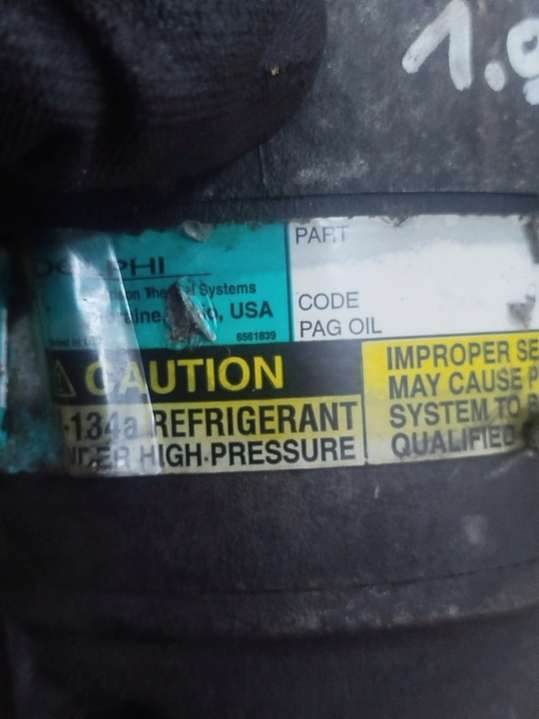 1.9
DELPHI
Systems
USA
6561839
PART
CODE
PAG OIL
CAUTION
-134a REFRIGERANT
UNDER HIGH-PRESSURE
IMPROPER SE
MAY CAUSE P
SYSTEM TO
QUALIFIED